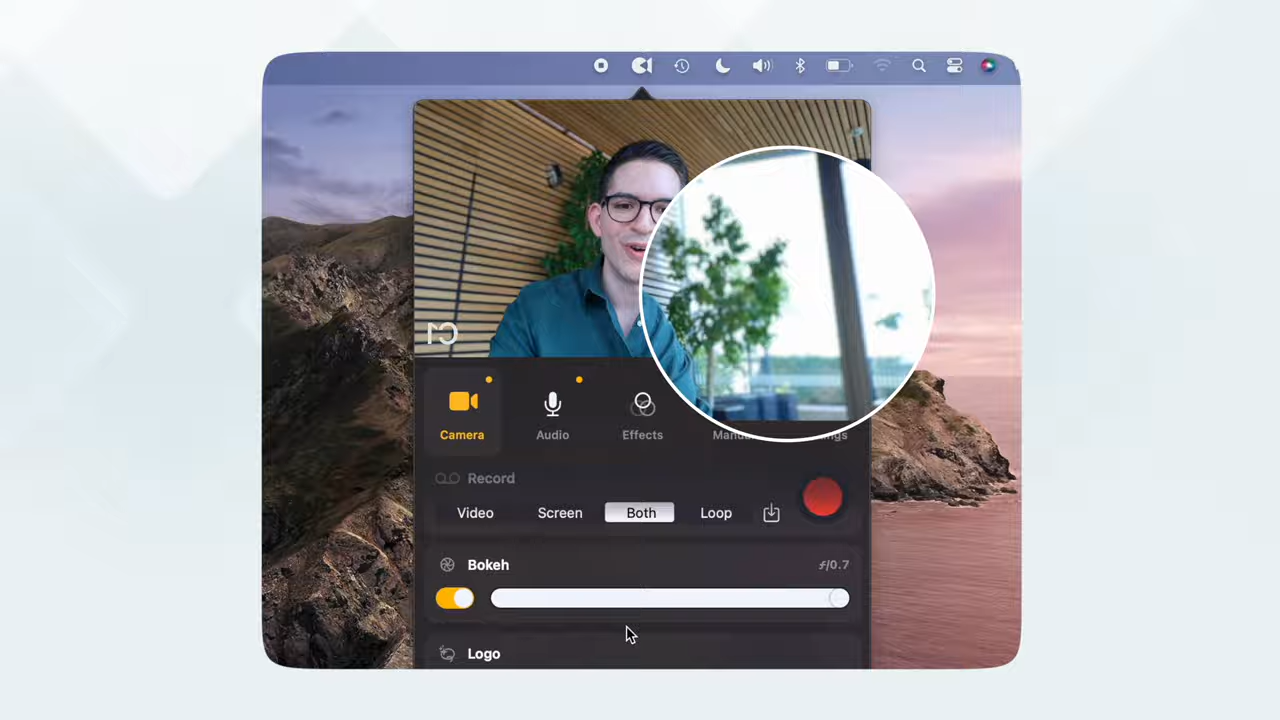 Camera
Audio
Effects
Record
Video
Screen
Both
Loop
Bokeh
ƒ/0.7
Logo